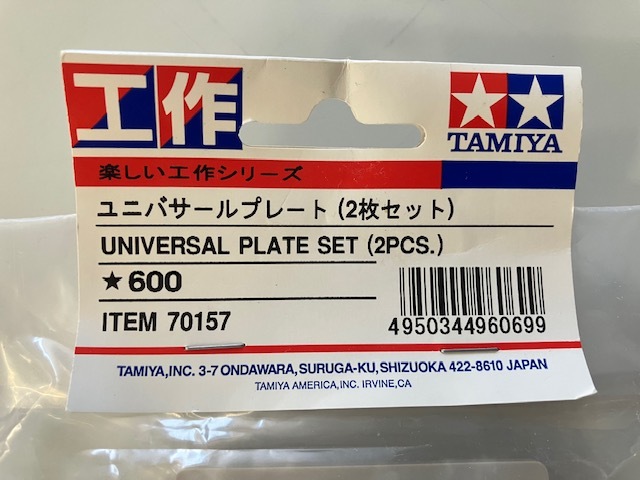 工作
TAMIYA
楽しい工作シリーズ
ユニバサールプレート(2枚セット)
UNIVERSAL PLATE SET (2PCS.)
★600
ITEM 70157
4950344960699
TAMIYA,INC. 3-7 ONDAWARA,SURUGA-KU,SHIZUOKA 422-8610 JAPAN
TAMIYA AMERICA,INC. IRVINE,CA